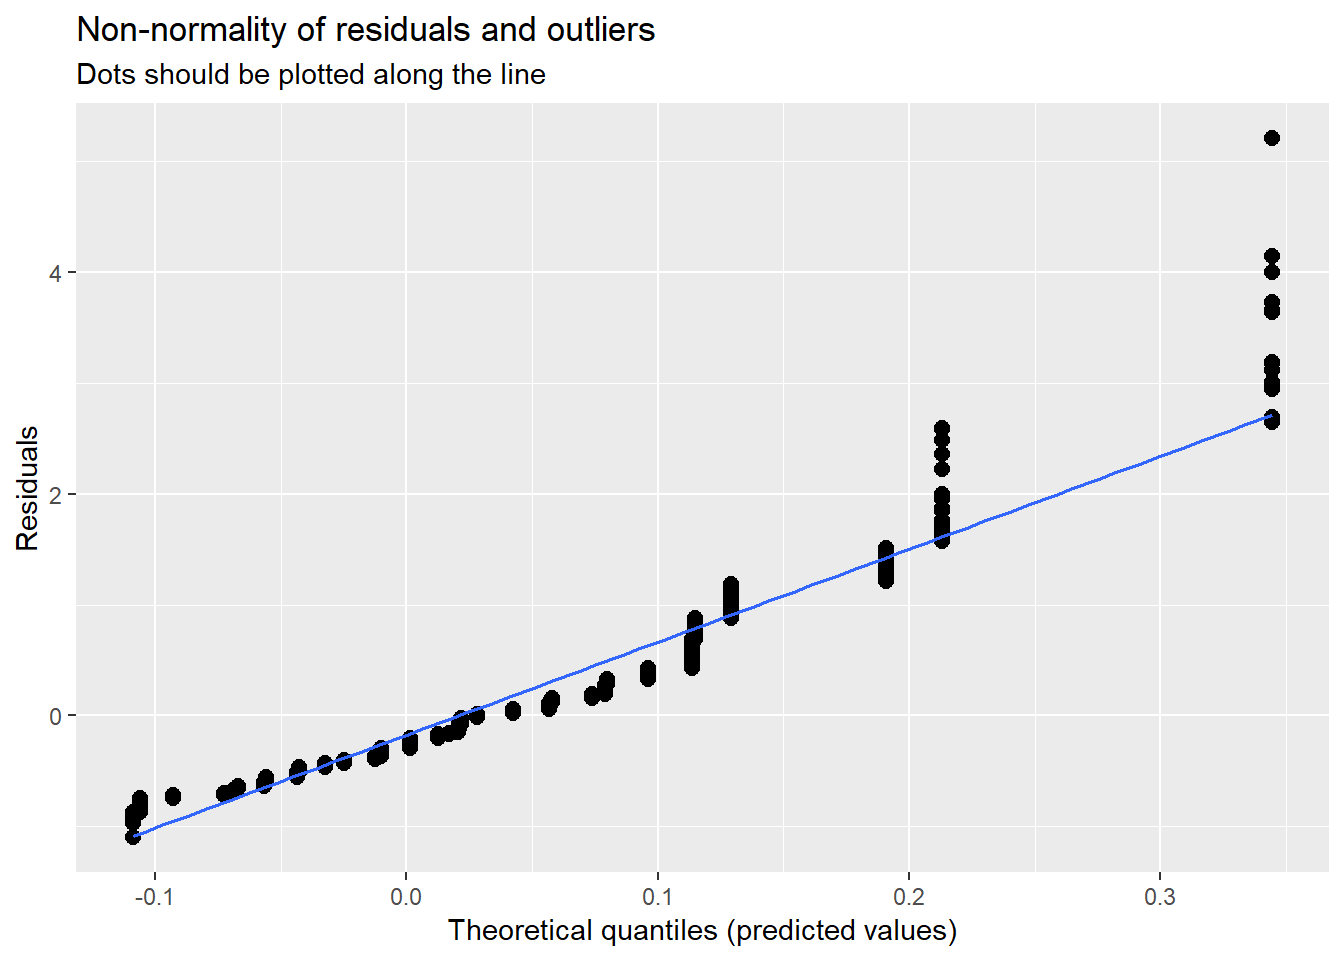 Non-normality of residuals and outliers
Dots should be plotted along the line
4
2
0
Residuals
-0.1 0.0 0.1 0.2 0.3
Theoretical quantiles (predicted values)